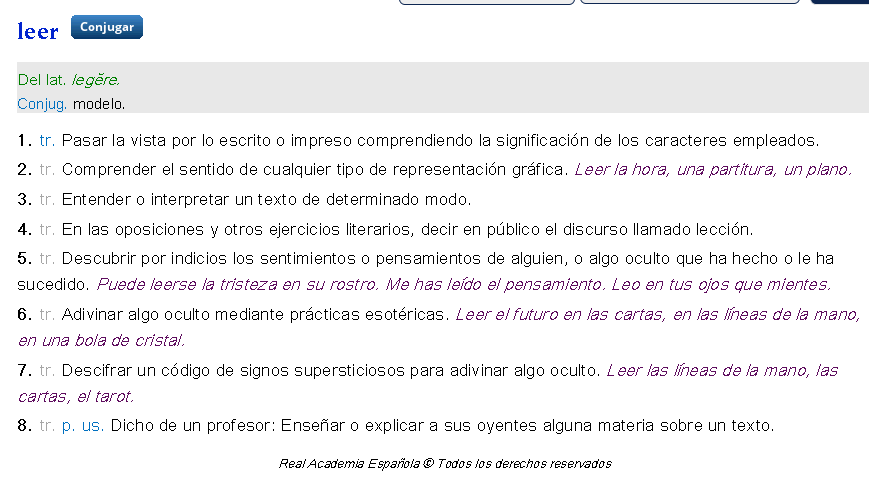 leer Conjugar
Del lat. legĕre.
Conjug. modelo.
1. tr. Pasar la vista por lo escrito o impreso comprendiendo la significación de los caracteres empleados.
2. tr. Comprender el sentido de cualquier tipo de representación gráfica. Leer la hora, una partitura, un plano.
3. tr. Entender o interpretar un texto de determinado modo.
4. tr. En las oposiciones y otros ejercicios literarios, decir en público el discurso llamado lección.
5. tr. Descubrir por indicios los sentimientos o pensamientos de alguien, o algo oculto que ha hecho o le ha
sucedido. Puede leerse la tristeza en su rostro. Me has leído el pensamiento. Leo en tus ojos que mientes.
6. tr. Adivinar algo oculto mediante prácticas esotéricas. Leer el futuro en las cartas, en las líneas de la mano,
en una bola de cristal.
7. tr. Descifrar un código de signos supersticiosos para adivinar algo oculto. Leer las líneas de la mano, las
cartas, el tarot.
8. tr. p. us. Dicho de un profesor: Enseñar o explicar a sus oyentes alguna materia sobre un texto.
Real Academia Española © Todos los derechos reservados